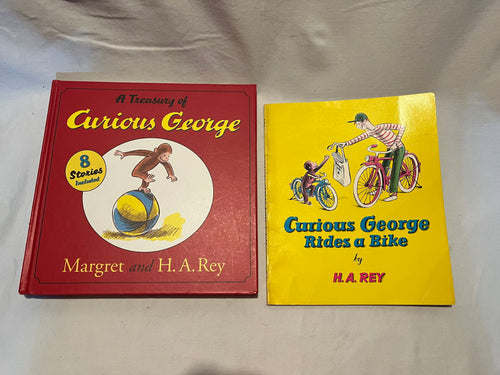 A Treasury of
Curious George
8
Stories
Included
Margret and H. A. Rey
Curious George
Rides a Bike
by
H. A. REY